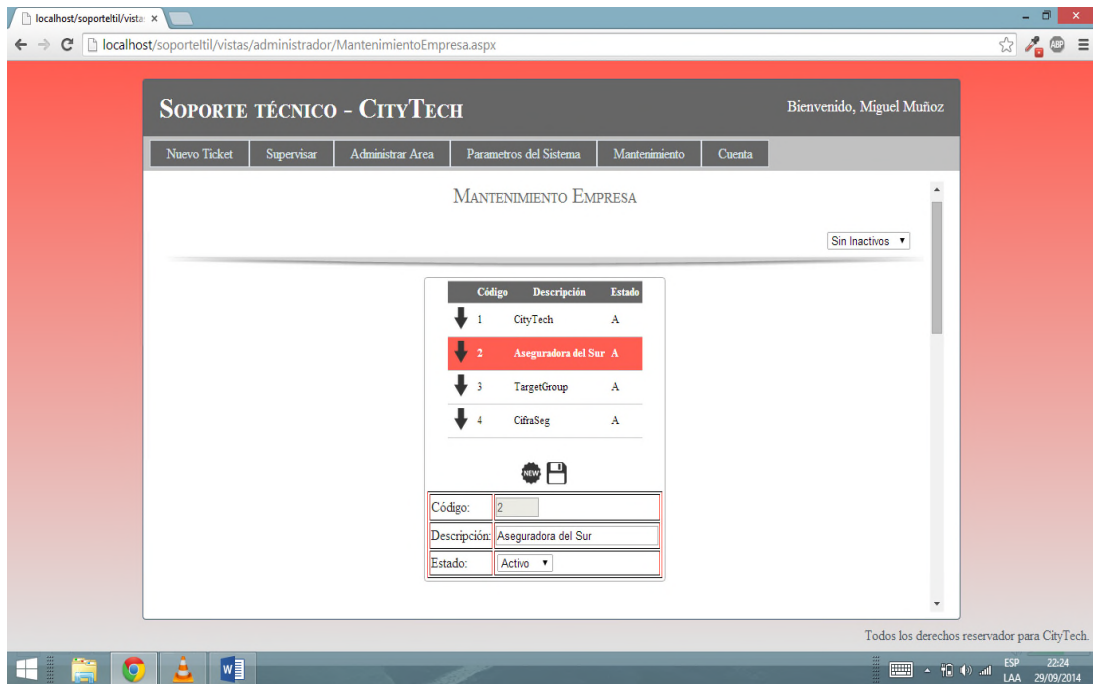 localhost/soporteItil/vista
localhost/soporteItil/vistas/administrador/MantenimientoEmpresa.aspx
ABP
Soporte técnico - CityTech
Bienvenido, Miguel Muñoz
Nuevo Ticket Supervisar Administrar Area Parametros del Sistema Mantenimiento Cuenta
Mantenimiento Empresa
Sin Inactivos
Código Descripción Estado
1 CityTech A
2 Aseguradora del Sur A
3 TargetGroup A
4 CifraSeg A
NEW
Código: 2
Descripción: Aseguradora del Sur
Estado: Activo
Todos los derechos reservador para CityTech.
ESP 22:24
LAA 29/09/2014